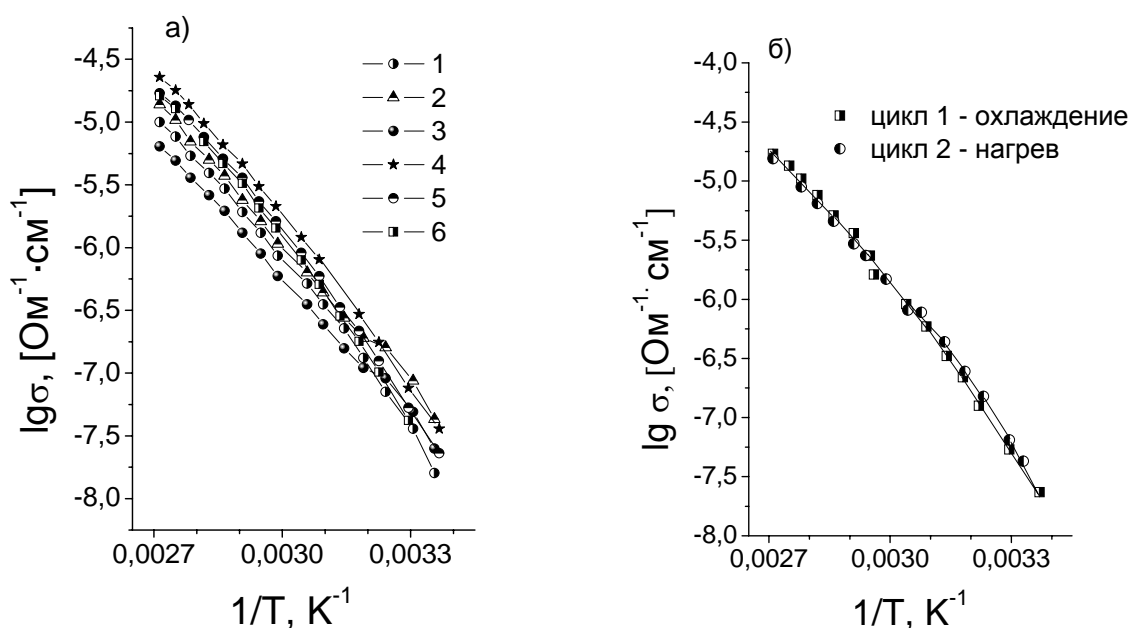 а)
-4,5
-5,0
-5,5
-6,0
-6,5
-7,0
-7,5
-8,0
lgσ, [Ом⁻¹·см⁻¹]
0,0027 0,0030 0,0033
1/T, K⁻¹
1
2
3
4
5
6
б)
-4,0
-4,5
-5,0
-5,5
-6,0
-6,5
-7,0
-7,5
-8,0
lg σ, [Ом⁻¹· см⁻¹]
0,0027 0,0030 0,0033
1/T, K⁻¹
цикл 1 - охлаждение
цикл 2 - нагрев